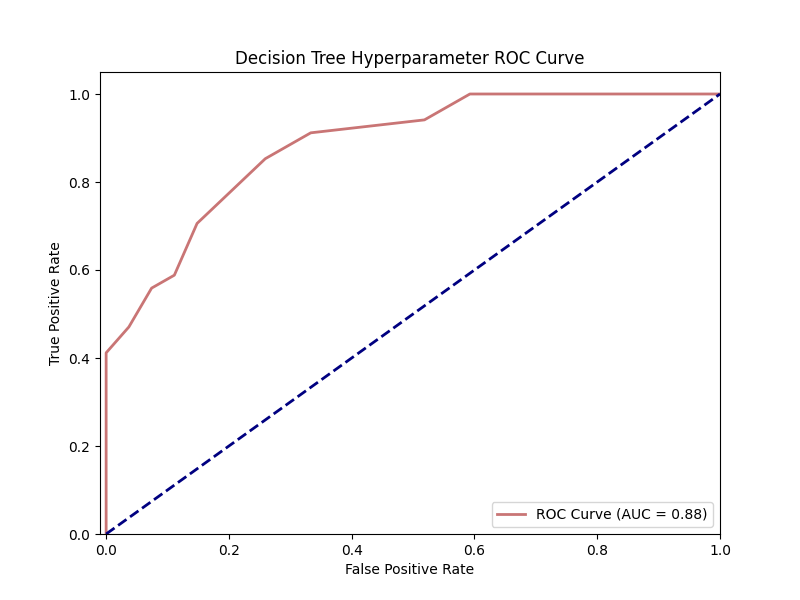 Decision Tree Hyperparameter ROC Curve
True Positive Rate
1.0
0.8
0.6
0.4
0.2
0.0
0.0 0.2 0.4 0.6 0.8 1.0
False Positive Rate
ROC Curve (AUC = 0.88)